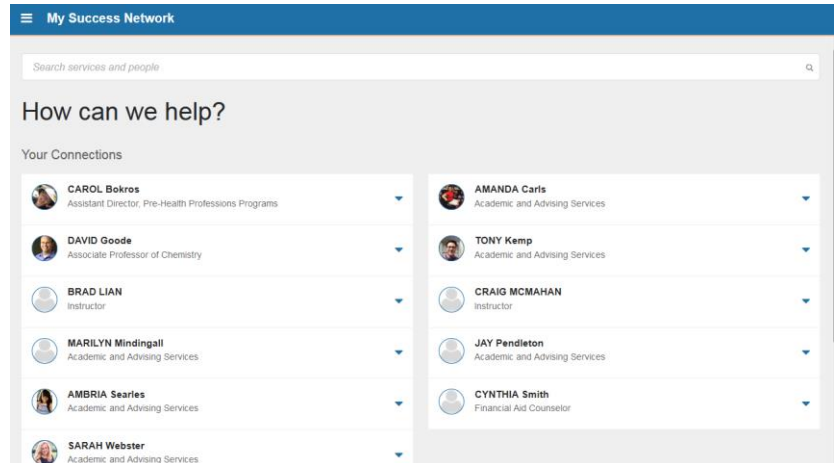 My Success Network
Search services and people
How can we help?
Your Connections
CAROL Bokros
Assistant Director, Pre-Health Professions Programs
DAVID Goode
Associate Professor of Chemistry
BRAD LIAN
Instructor
MARILYN Mindingall
Academic and Advising Services
AMBRIA Searles
Academic and Advising Services
SARAH Webster
Academic and Advising Services
AMANDA Carls
Academic and Advising Services
TONY Kemp
Academic and Advising Services
CRAIG MCMAHAN
Instructor
JAY Pendleton
Academic and Advising Services
CYNTHIA Smith
Financial Aid Counselor